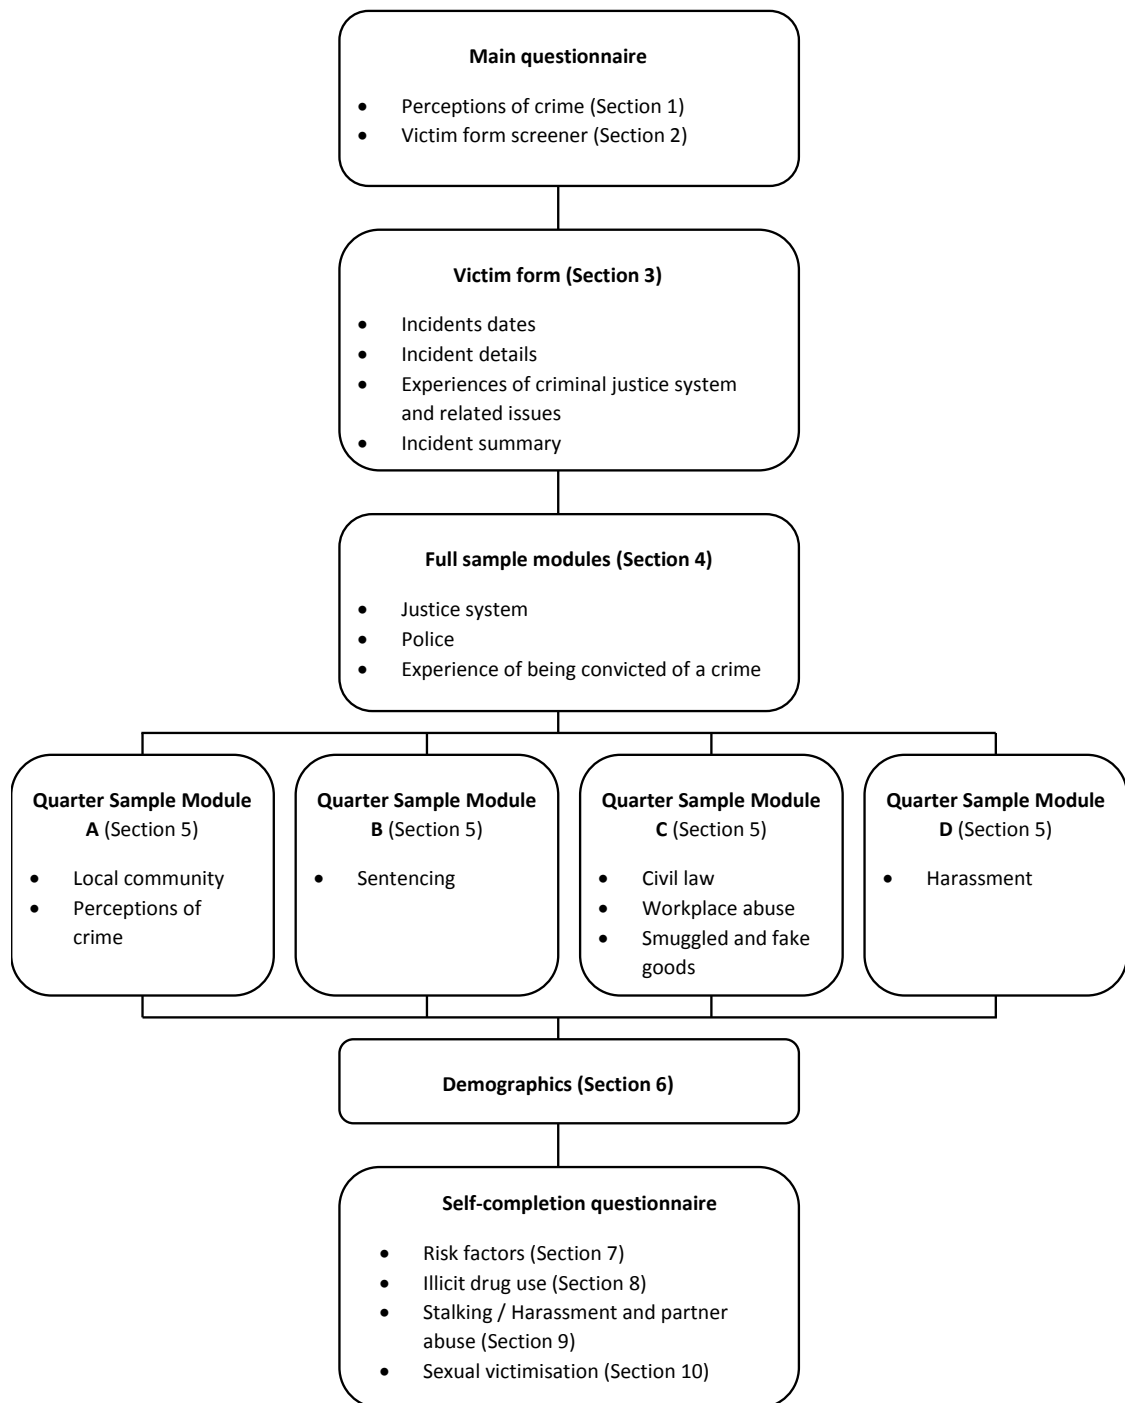 Main questionnaire
• Perceptions of crime (Section 1)
• Victim form screener (Section 2)
Victim form (Section 3)
• Incidents dates
• Incident details
• Experiences of criminal justice system
and related issues
• Incident summary
Full sample modules (Section 4)
• Justice system
• Police
• Experience of being convicted of a crime
Quarter Sample Module
A (Section 5)
• Local community
• Perceptions of
crime
Quarter Sample Module
B (Section 5)
• Sentencing
Quarter Sample Module
C (Section 5)
• Civil law
• Workplace abuse
• Smuggled and fake
goods
Quarter Sample Module
D (Section 5)
• Harassment
Demographics (Section 6)
Self-completion questionnaire
• Risk factors (Section 7)
• Illicit drug use (Section 8)
• Stalking / Harassment and partner
abuse (Section 9)
• Sexual victimisation (Section 10)